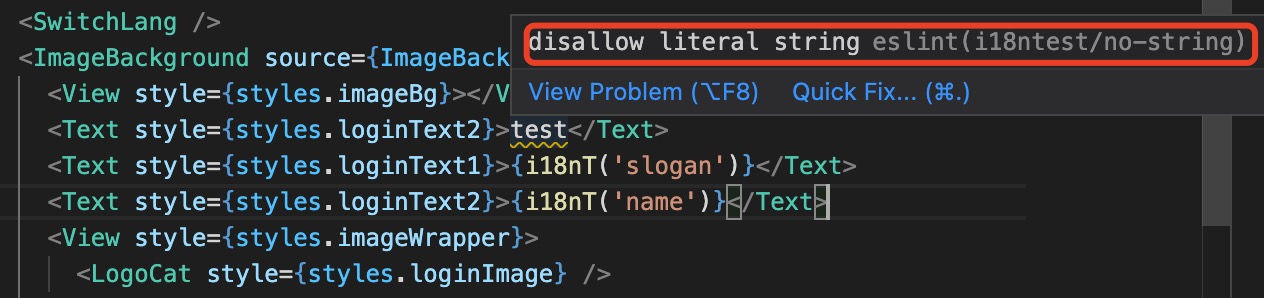 <SwitchLang />
disallow literal string eslint(i18ntest/no-string)
<ImageBackground source={ImageBack
View Problem (⌥F8) Quick Fix... (⌘.)
<View style={styles.imageBg}></V
<Text style={styles.loginText2}>test</Text>
<Text style={styles.loginText1}>{i18nT('slogan')}</Text>
<Text style={styles.loginText2}>{i18nT('name')}</Text>
<View style={styles.imageWrapper}>
<LogoCat style={styles.loginImage} />